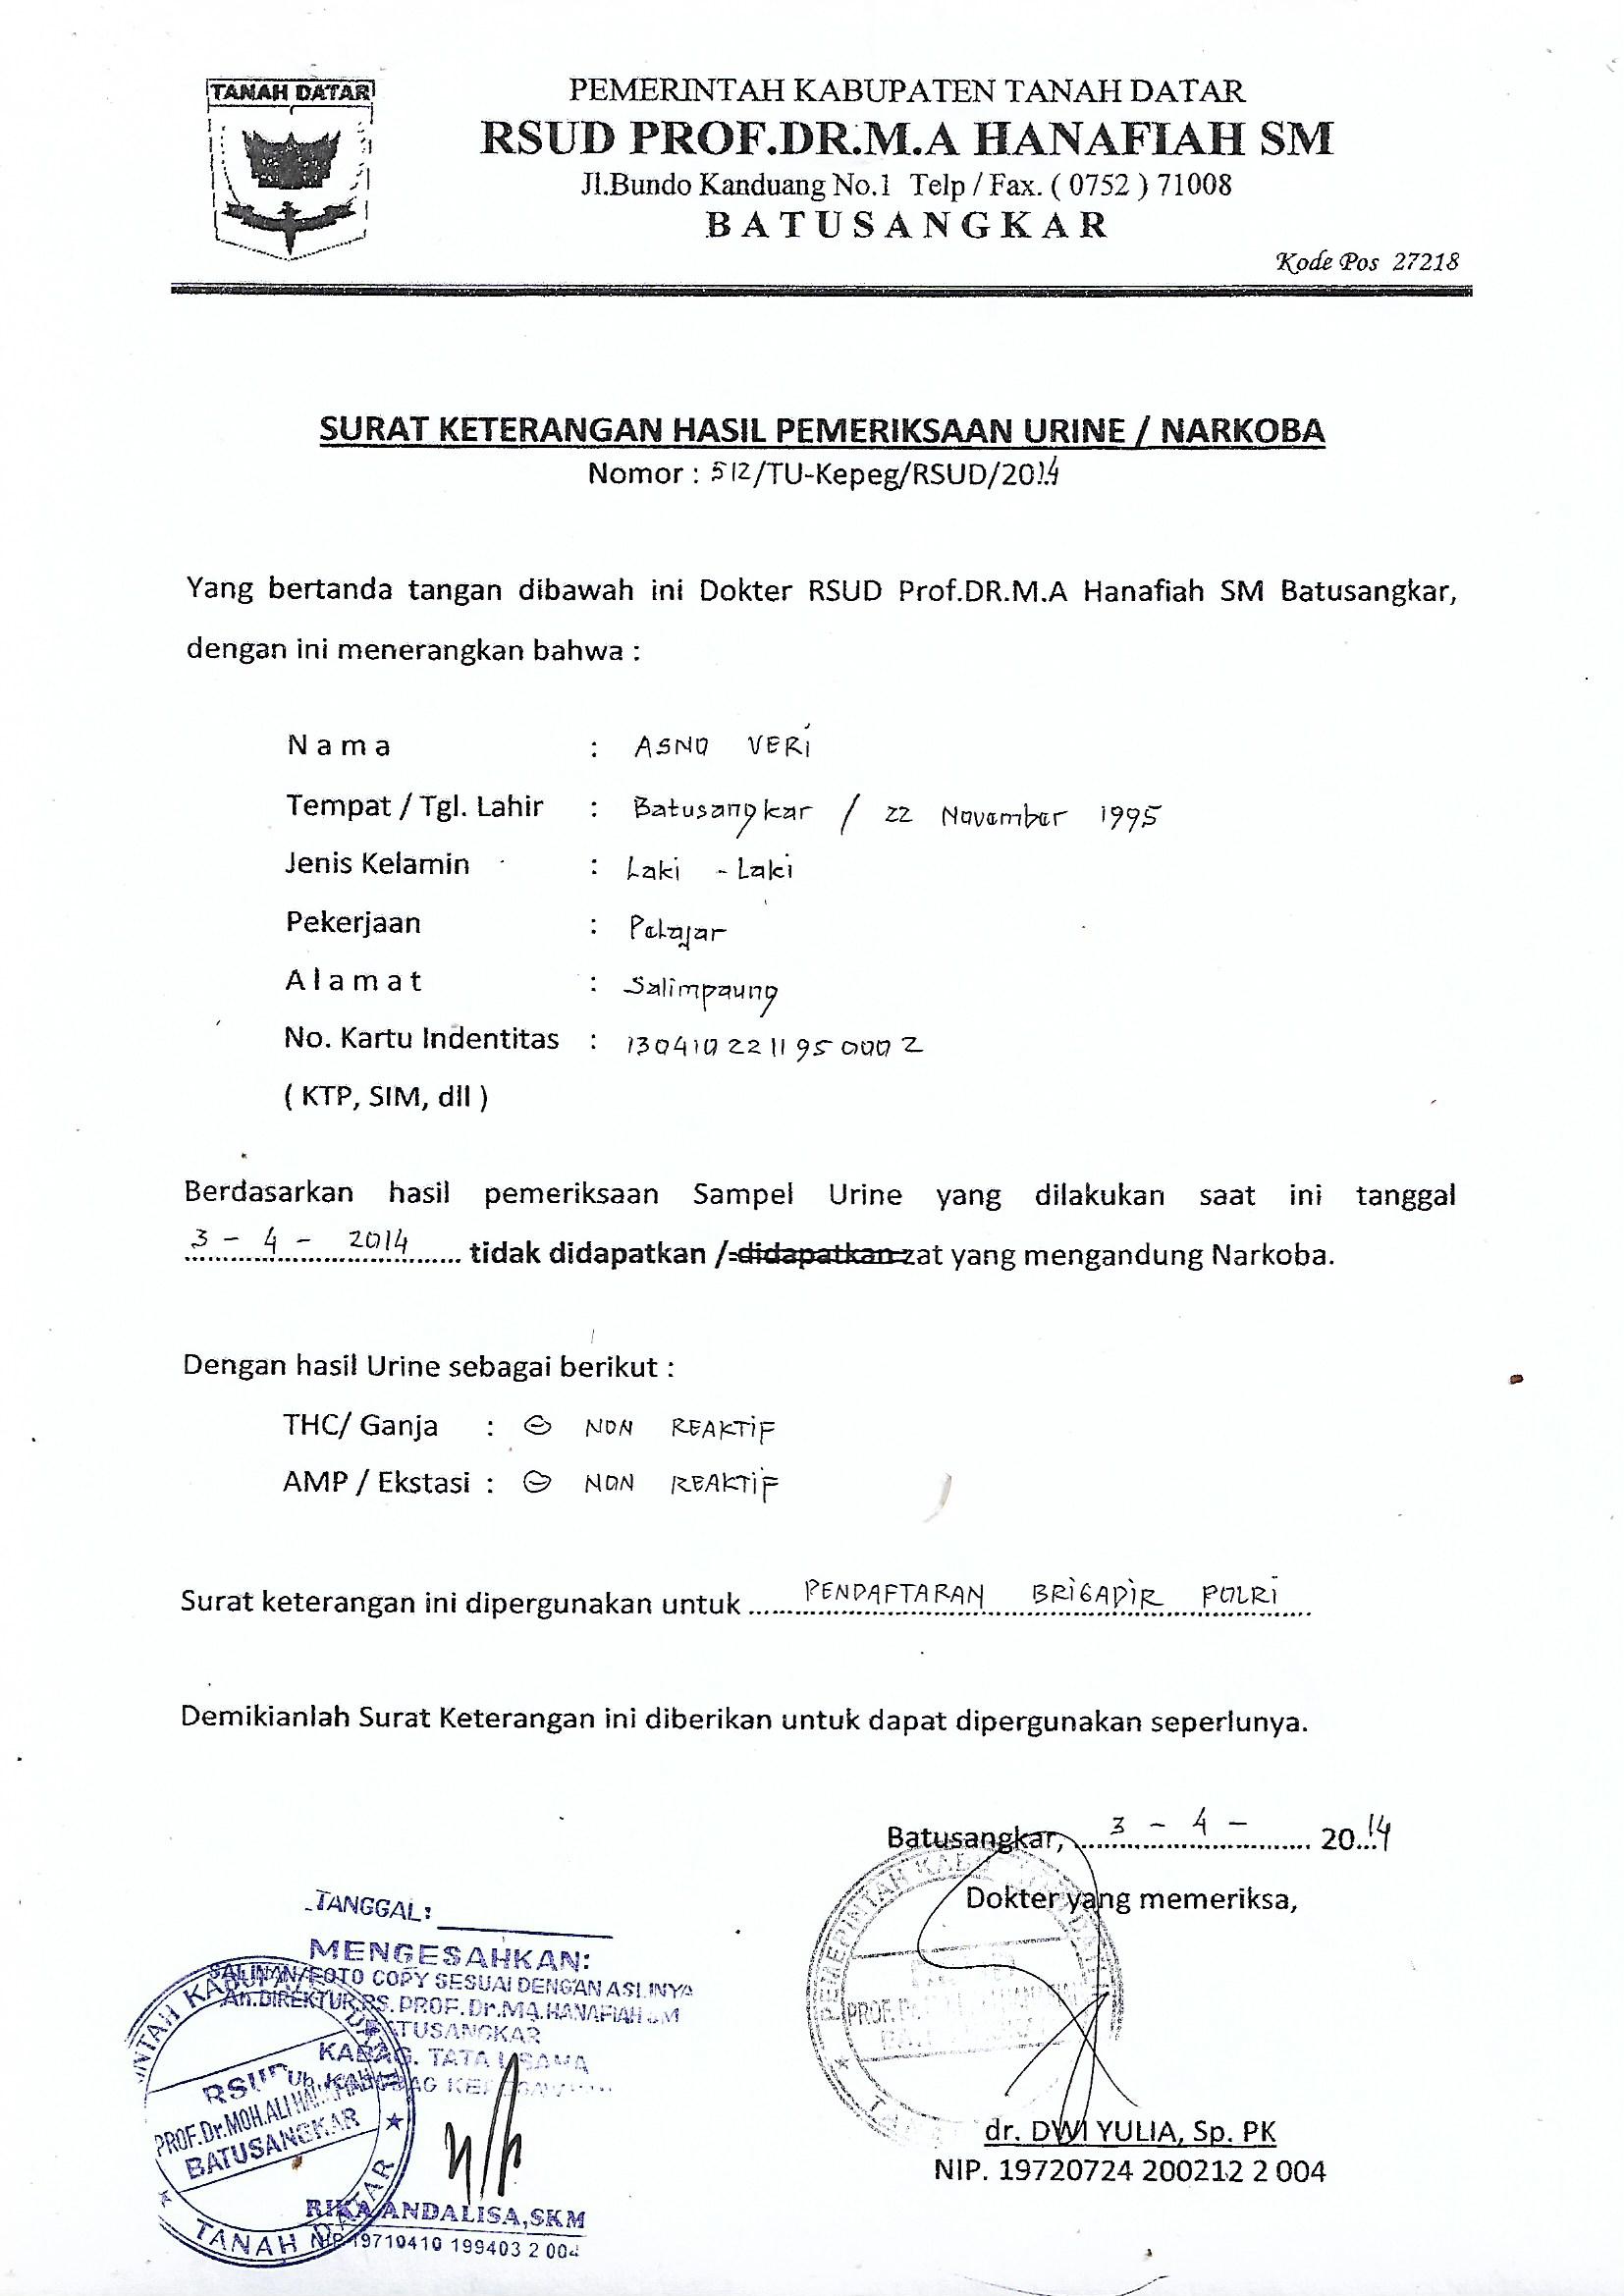 TANAH DATAR
PEMERINTAH KABUPATEN TANAH DATAR
RSUD PROF.DR.M.A HANAFIAH SM
Jl.Bundo Kanduang No.1 Telp / Fax. ( 0752 ) 71008
BATUSANGKAR
Kode Pos 27218
SURAT KETERANGAN HASIL PEMERIKSAAN URINE / NARKOBA
Nomor : 512/TU-Kepeg/RSUD/2014
Yang bertanda tangan dibawah ini Dokter RSUD Prof.DR.M.A Hanafiah SM Batusangkar,
dengan ini menerangkan bahwa :
Nama : ASNO VERI
Tempat / Tgl. Lahir : Batusangkar / 22 November 1995
Jenis Kelamin : Laki - Laki
Pekerjaan : Pelajar
Alamat : Salimpaung
No. Kartu Indentitas : 1304102211950002
( KTP, SIM, dll )
Berdasarkan hasil pemeriksaan Sampel Urine yang dilakukan saat ini tanggal
3 - 4 - 2014 tidak didapatkan / didapatkan zat yang mengandung Narkoba.
Dengan hasil Urine sebagai berikut :
THC/ Ganja : ⊖ NON REAKTIF
AMP / Ekstasi : ⊖ NON REAKTIF
Surat keterangan ini dipergunakan untuk PENDAFTARAN BRIGADIR POLRI
Demikianlah Surat Keterangan ini diberikan untuk dapat dipergunakan seperlunya.
Batusangkar, 3 - 4 - 2014
Dokter yang memeriksa,
dr. DWI YULIA, Sp. PK
NIP. 19720724 200212 2 004
TANGGAL:
MENGESAHKAN:
SALINAN/FOTO COPY SESUAI DENGAN ASLINYA
An.DIREKTUR RS. PROF. Dr.MA.HANAFIAH SM
BATUSANGKAR
KABAG. TATA USAHA
RIKA ANDALISA,SKM
NIP 19710410 199403 2 004
RSUD
PROF.Dr.MOH.ALI HANAFIAH
BATUSANGKAR
TANAH DATAR